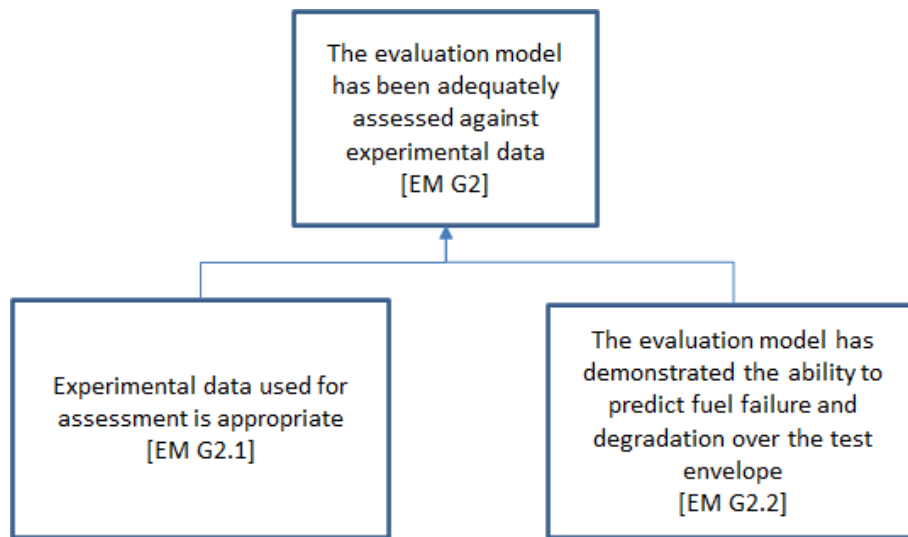 The evaluation model
has been adequately
assessed against
experimental data
[EM G2]
Experimental data used for
assessment is appropriate
[EM G2.1]
The evaluation model has
demonstrated the ability to
predict fuel failure and
degradation over the test
envelope
[EM G2.2]